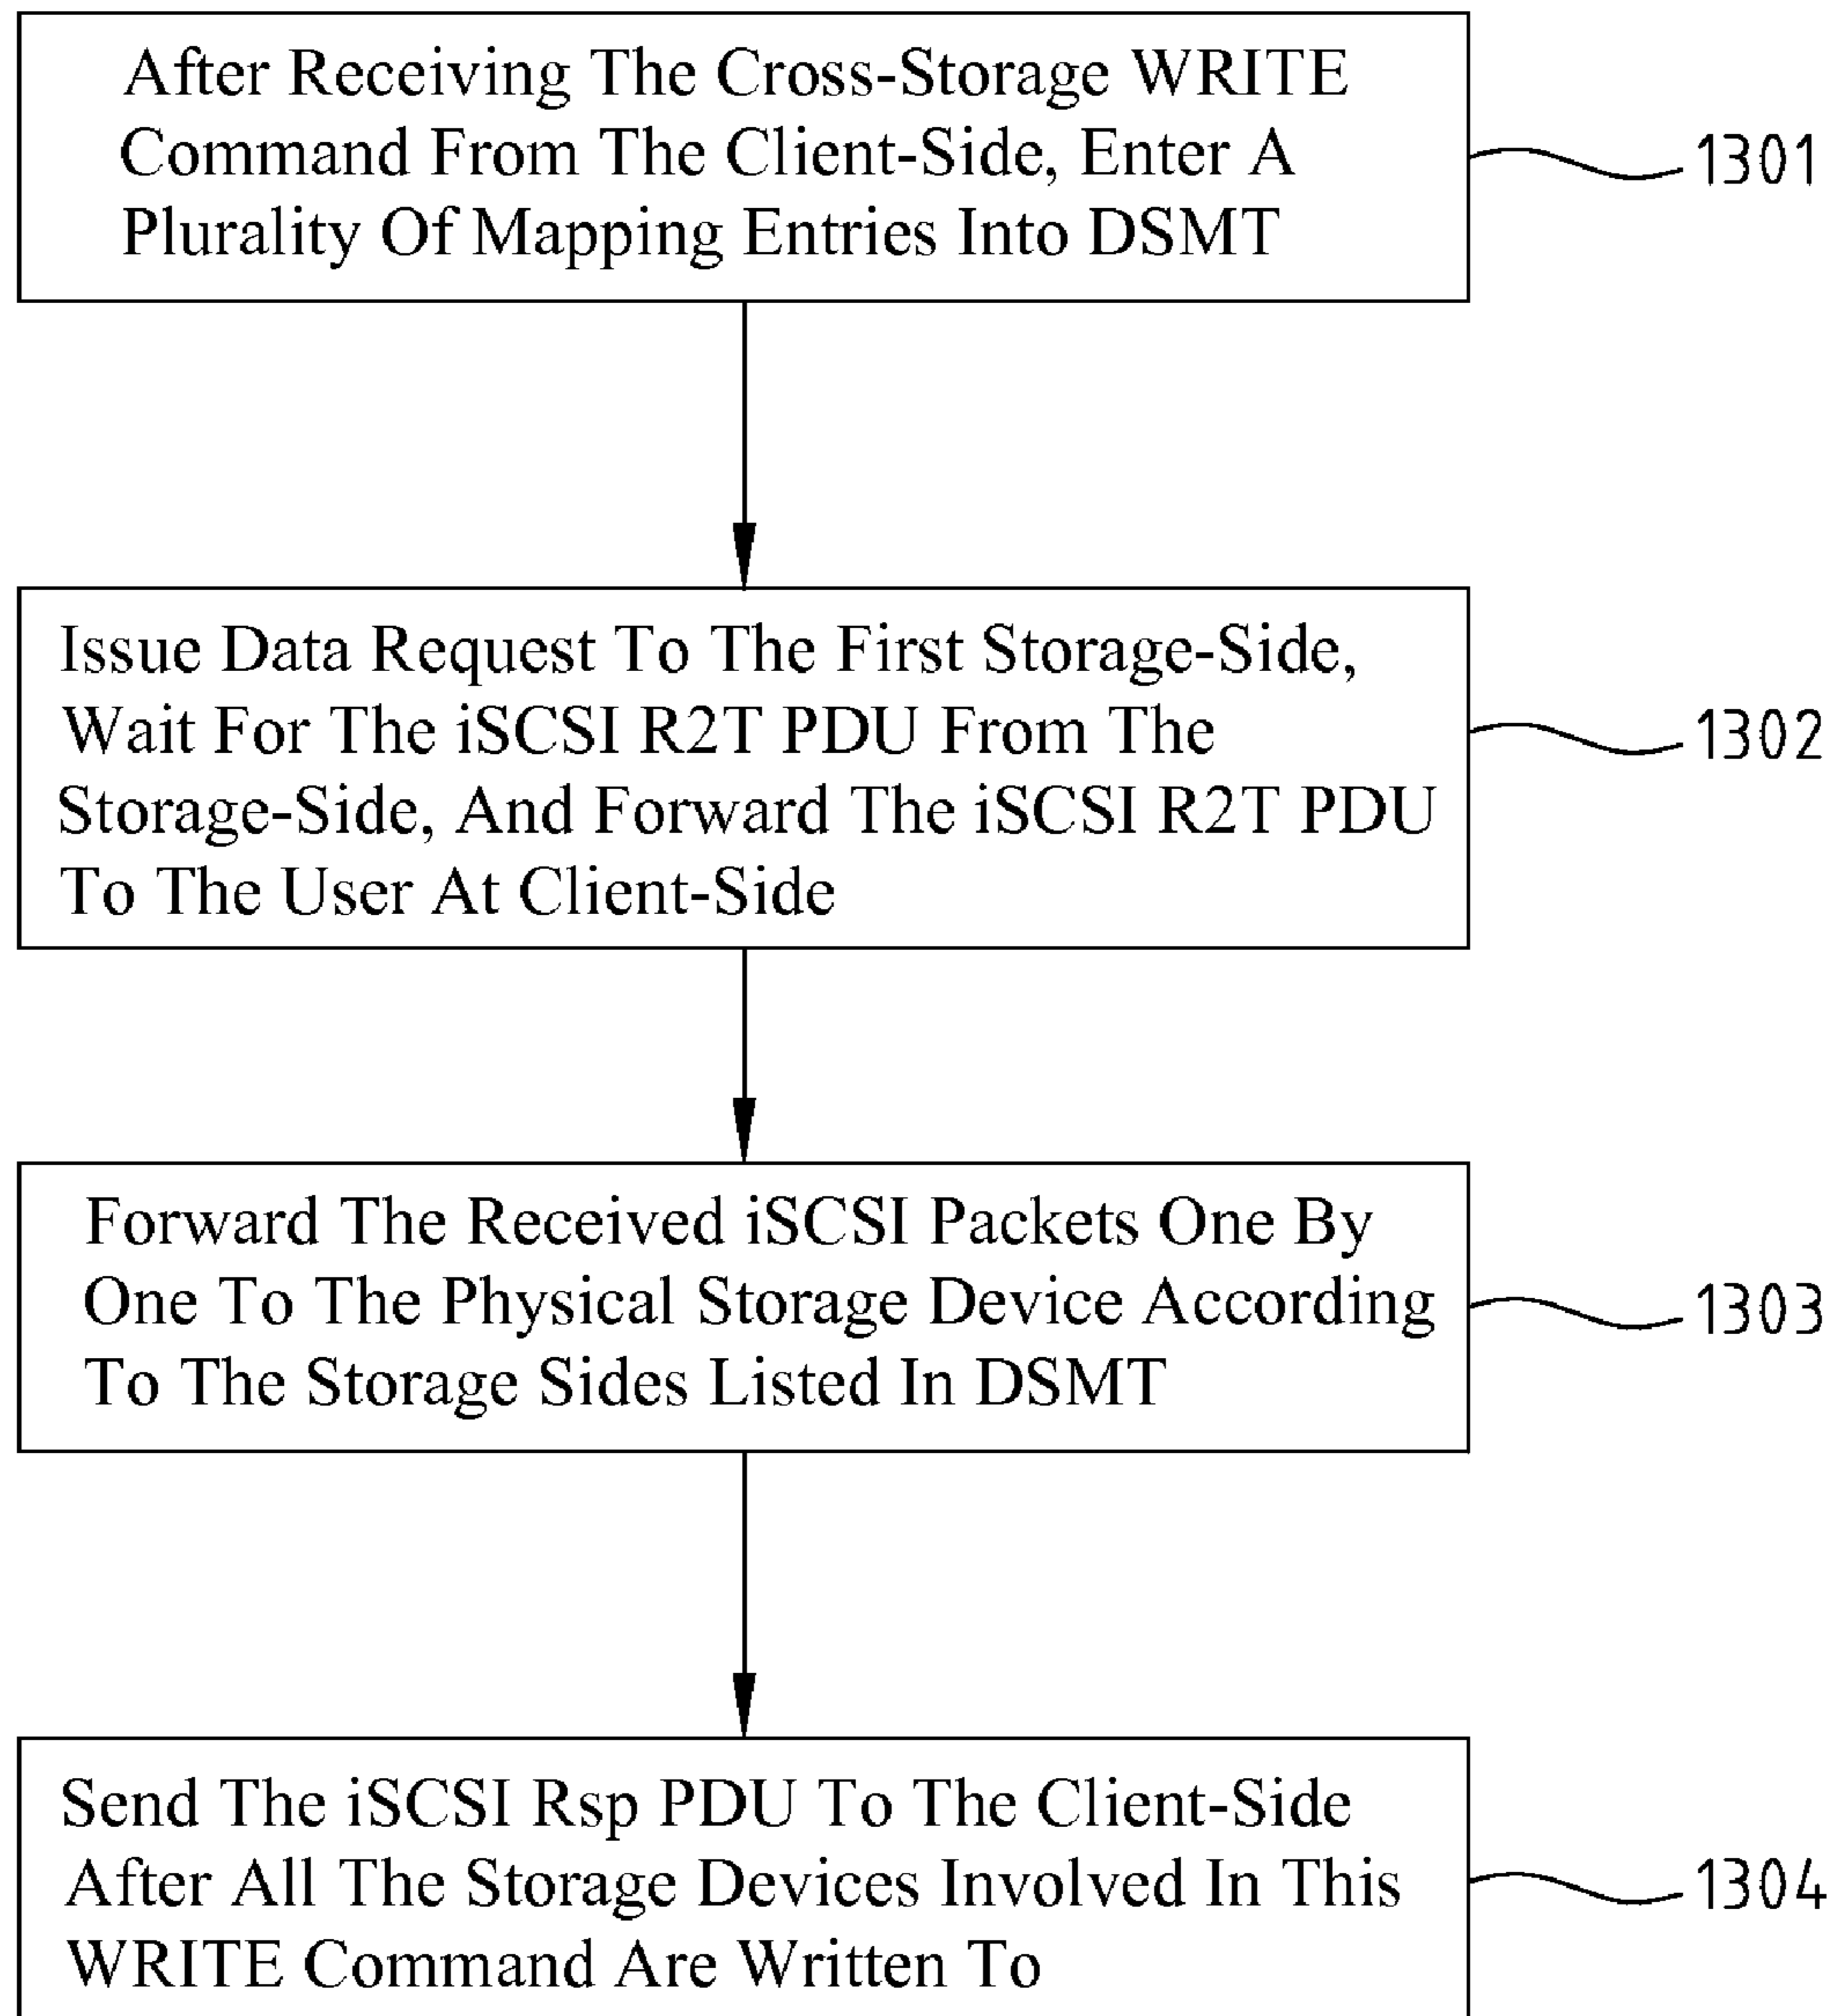 After Receiving The Cross-Storage WRITE
Command From The Client-Side, Enter A
Plurality Of Mapping Entries Into DSMT
1301
Issue Data Request To The First Storage-Side,
Wait For The iSCSI R2T PDU From The
Storage-Side, And Forward The iSCSI R2T PDU
To The User At Client-Side
1302
Forward The Received iSCSI Packets One By
One To The Physical Storage Device According
To The Storage Sides Listed In DSMT
1303
Send The iSCSI Rsp PDU To The Client-Side
After All The Storage Devices Involved In This
WRITE Command Are Written To
1304